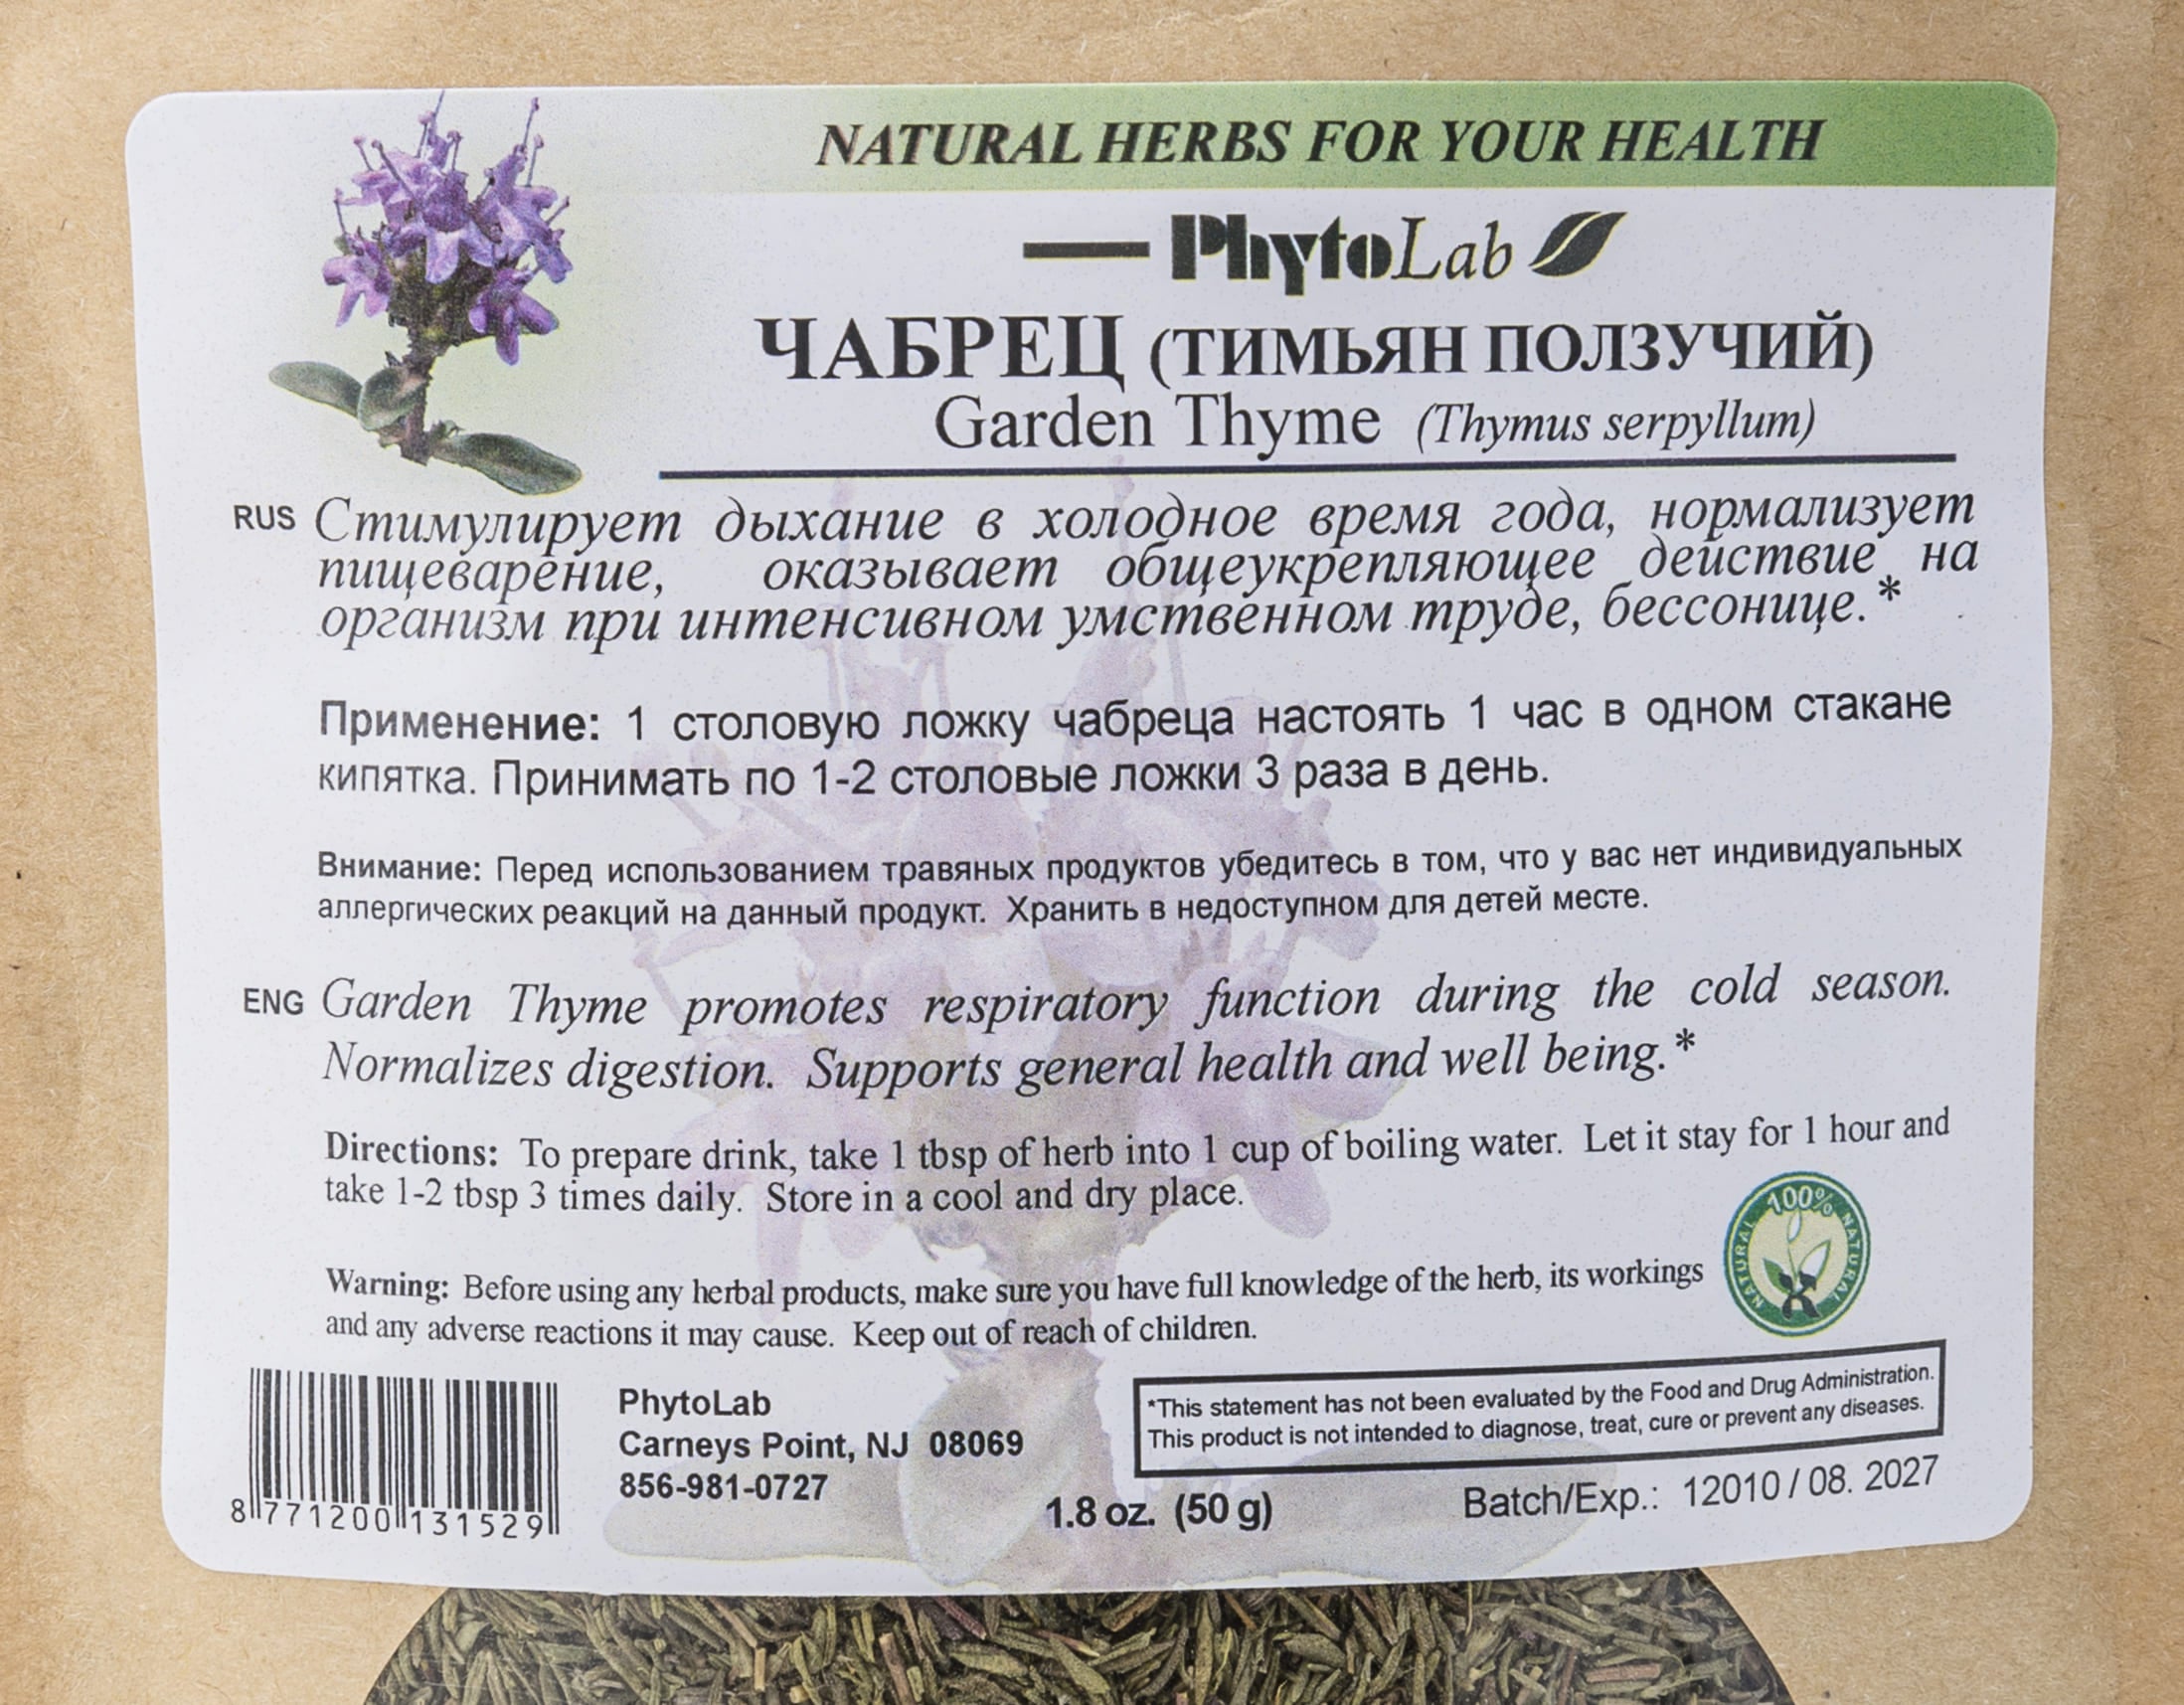 NATURAL HERBS FOR YOUR HEALTH
PhytoLab
ЧАБРЕЦ (ТИМЬЯН ПОЛЗУЧИЙ)
Garden Thyme (Thymus serpyllum)
RUS Стимулирует дыхание в холодное время года, нормализует
пищеварение, оказывает общеукрепляющее действие на
организм при интенсивном умственном труде, бессонице.*
Применение: 1 столовую ложку чабреца настоять 1 час в одном стакане
кипятка. Принимать по 1-2 столовые ложки 3 раза в день.
Внимание: Перед использованием травяных продуктов убедитесь в том, что у вас нет индивидуальных
аллергических реакций на данный продукт. Хранить в недоступном для детей месте.
ENG Garden Thyme promotes respiratory function during the cold season.
Normalizes digestion. Supports general health and well being.*
Directions: To prepare drink, take 1 tbsp of herb into 1 cup of boiling water. Let it stay for 1 hour and
take 1-2 tbsp 3 times daily. Store in a cool and dry place.
100%
NATURAL NATURAL
Warning: Before using any herbal products, make sure you have full knowledge of the herb, its workings
and any adverse reactions it may cause. Keep out of reach of children.
8 771200 131529
PhytoLab
Carneys Point, NJ 08069
856-981-0727
*This statement has not been evaluated by the Food and Drug Administration.
This product is not intended to diagnose, treat, cure or prevent any diseases.
1.8 oz. (50 g)
Batch/Exp.: 12010 / 08. 2027